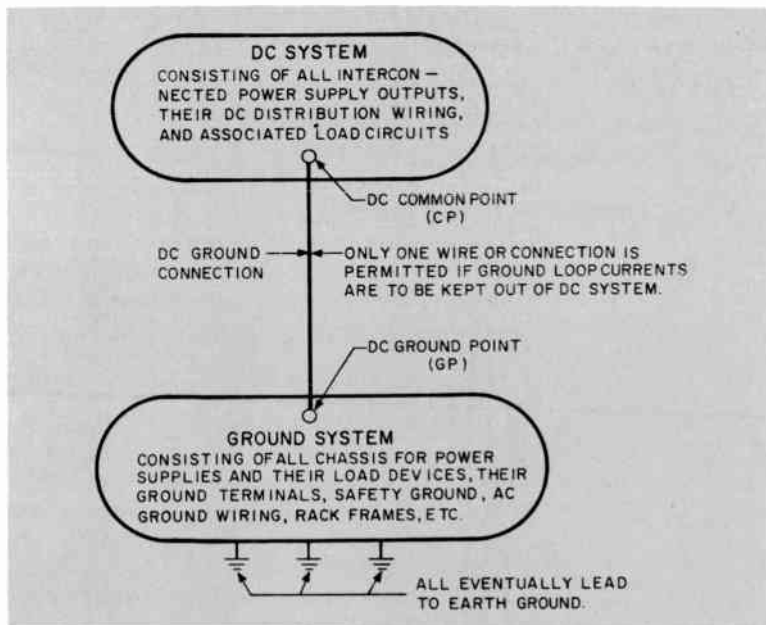 DC SYSTEM
CONSISTING OF ALL INTERCON –
NECTED POWER SUPPLY OUTPUTS,
THEIR DC DISTRIBUTION WIRING,
AND ASSOCIATED LOAD CIRCUITS
DC COMMON POINT
(CP)
DC GROUND
CONNECTION
ONLY ONE WIRE OR CONNECTION IS
PERMITTED IF GROUND LOOP CURRENTS
ARE TO BE KEPT OUT OF DC SYSTEM.
DC GROUND POINT
(GP)
GROUND SYSTEM
CONSISTING OF ALL CHASSIS FOR POWER
SUPPLIES AND THEIR LOAD DEVICES, THEIR
GROUND TERMINALS, SAFETY GROUND, AC
GROUND WIRING, RACK FRAMES, ETC.
ALL EVENTUALLY LEAD
TO EARTH GROUND.